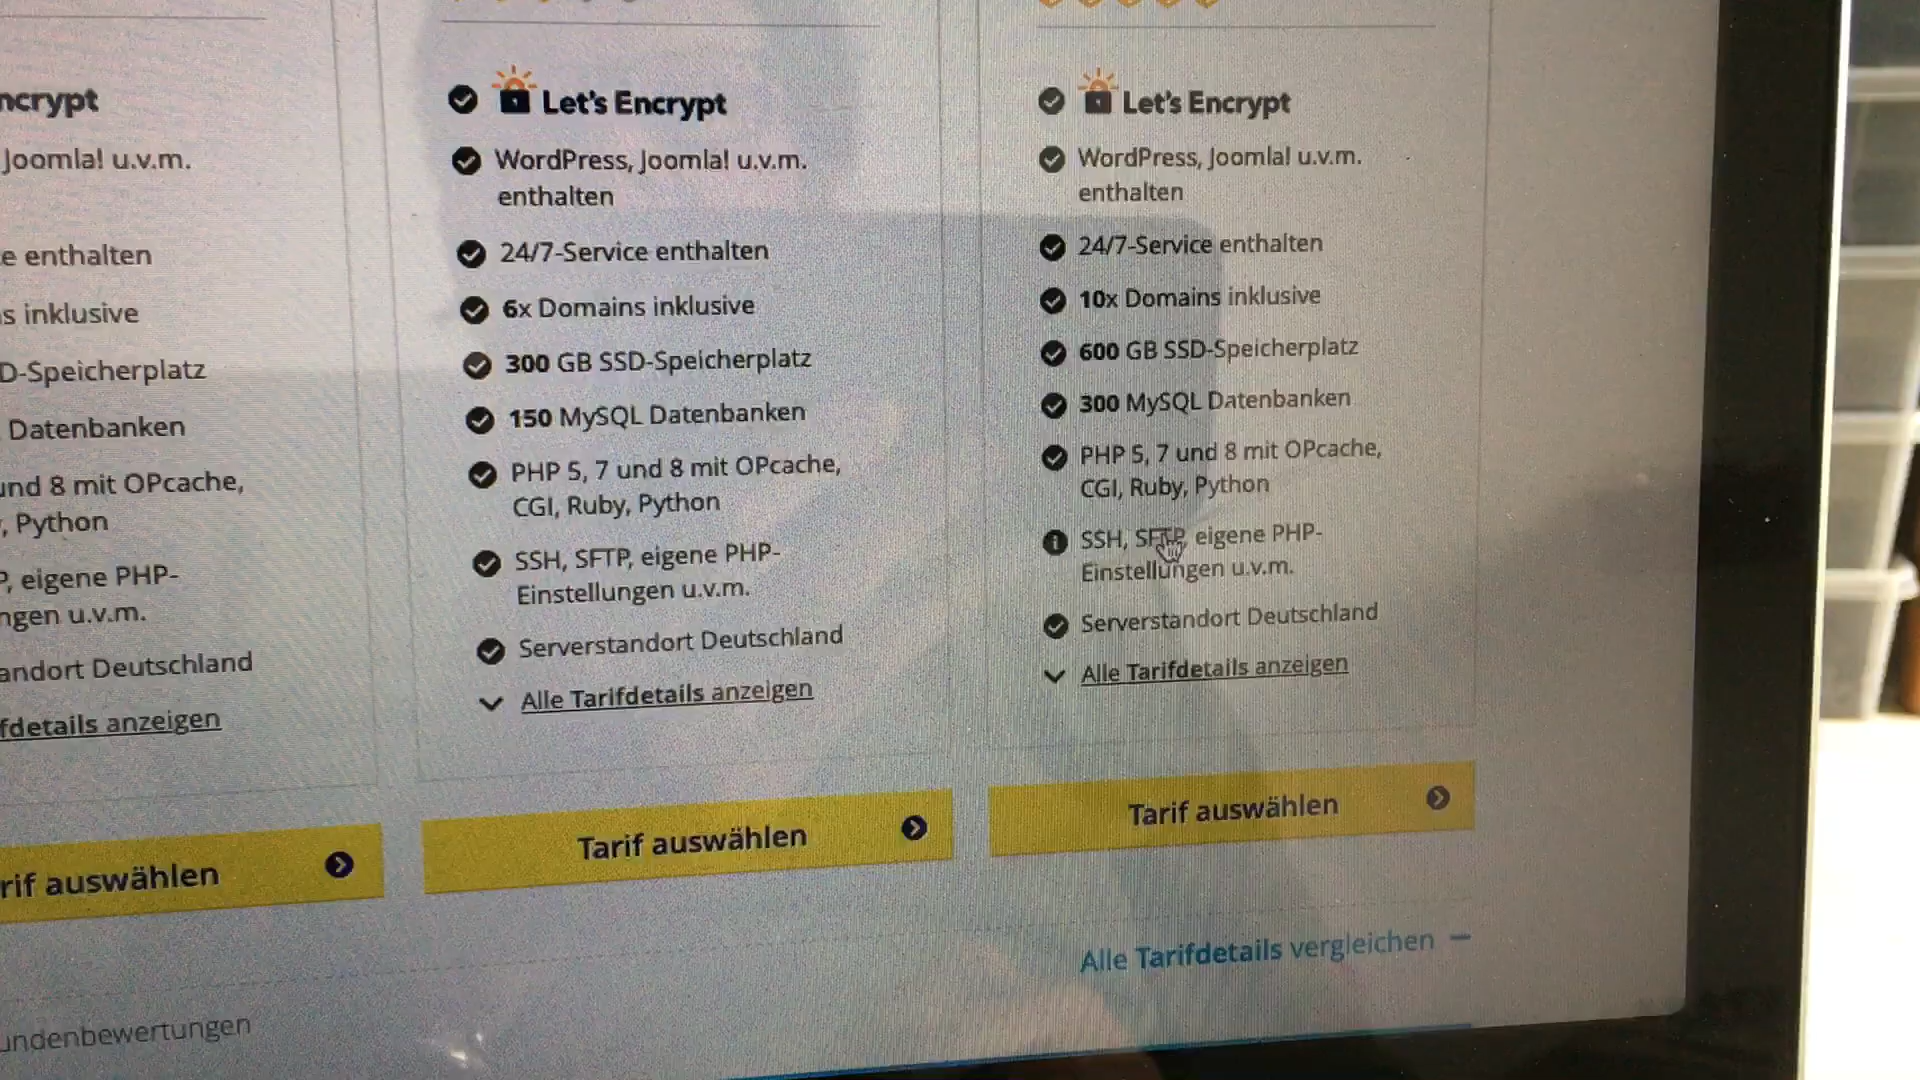 ncrypt
Joomla! u.v.m.
e enthalten
s inklusive
D-Speicherplatz
Datenbanken
und 8 mit OPcache,
, Python
P, eigene PHP-
ngen u.v.m.
andort Deutschland
fdetails anzeigen
rif auswählen
undenbewertungen
Let's Encrypt
WordPress, Joomla! u.v.m.
enthalten
24/7-Service enthalten
6x Domains inklusive
300 GB SSD-Speicherplatz
150 MySQL Datenbanken
PHP 5, 7 und 8 mit OPcache,
CGI, Ruby, Python
SSH, SFTP, eigene PHP-
Einstellungen u.v.m.
Serverstandort Deutschland
Alle Tarifdetails anzeigen
Tarif auswählen
Let's Encrypt
WordPress, Joomla! u.v.m.
enthalten
24/7-Service enthalten
10x Domains inklusive
600 GB SSD-Speicherplatz
300 MySQL Datenbanken
PHP 5, 7 und 8 mit OPcache,
CGI, Ruby, Python
SSH, SFTP, eigene PHP-
Einstellungen u.v.m.
Serverstandort Deutschland
Alle Tarifdetails anzeigen
Tarif auswählen
Alle Tarifdetails vergleichen